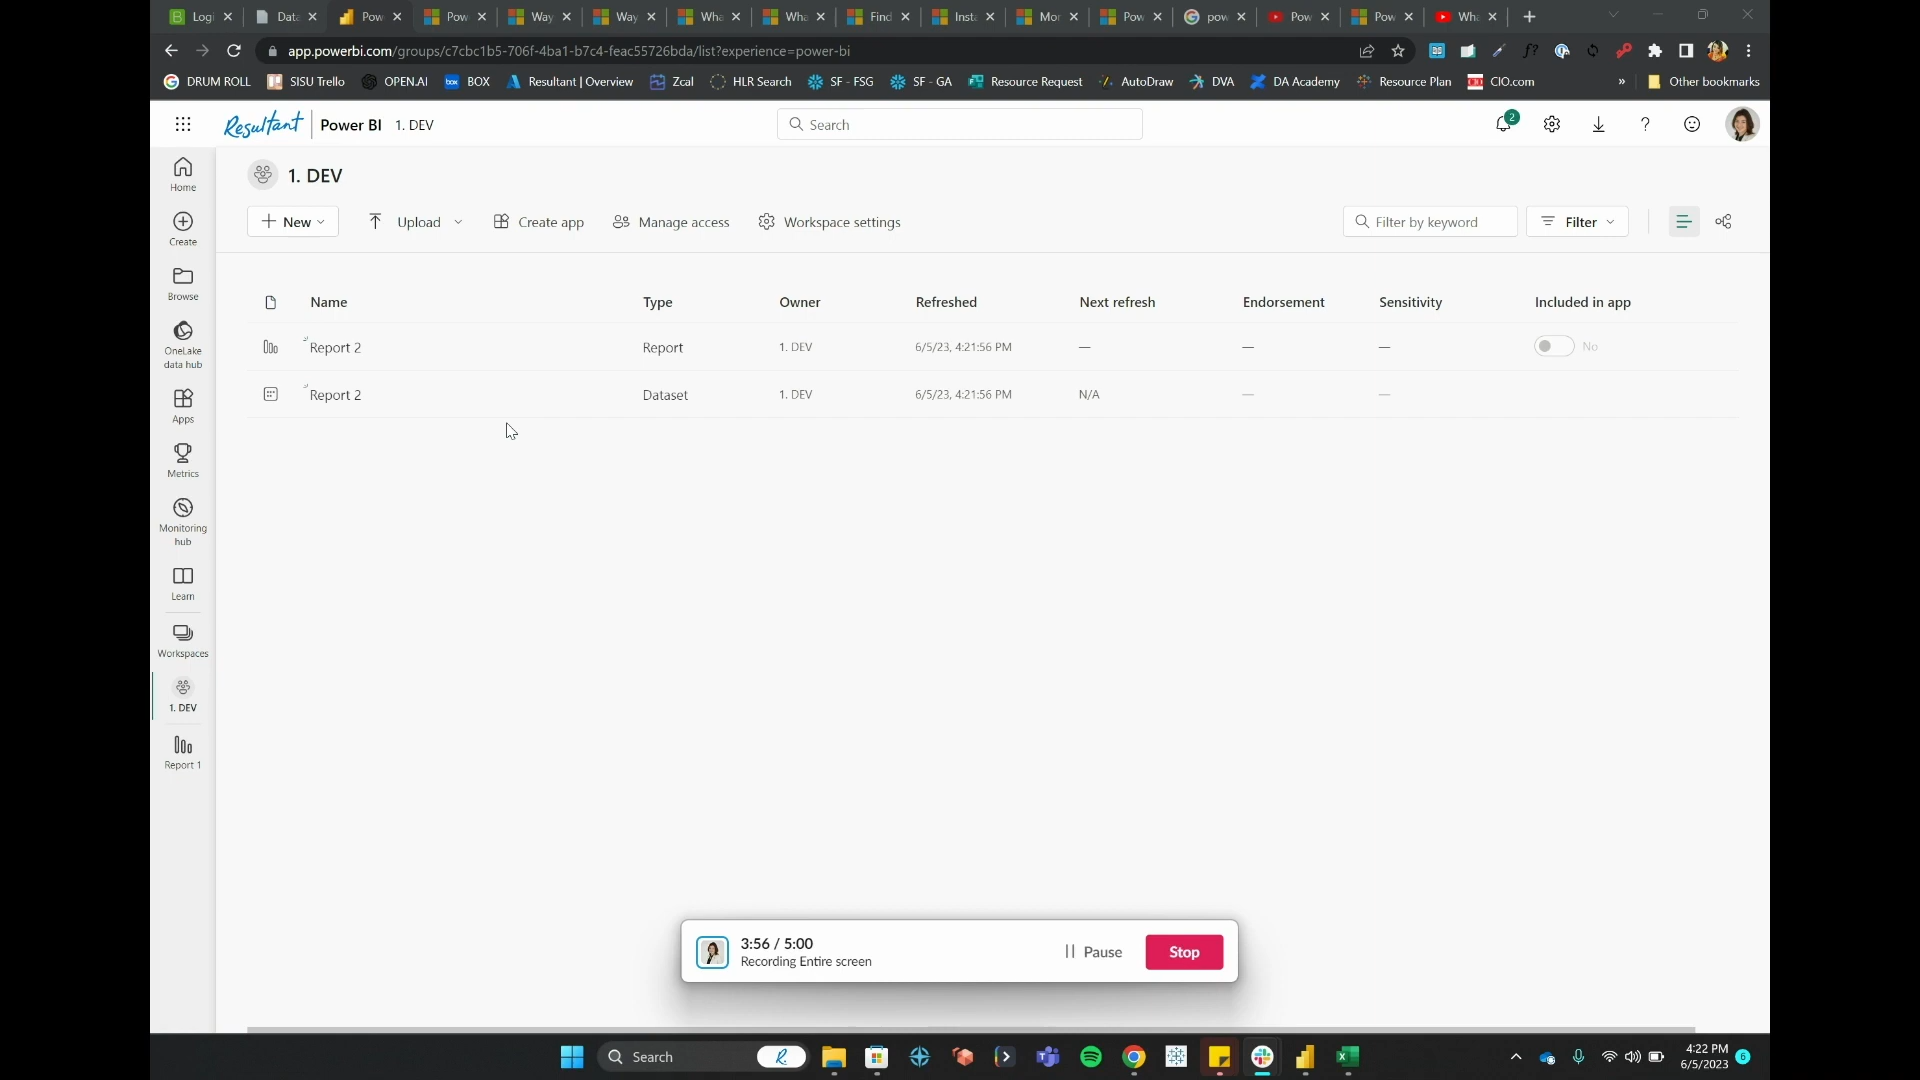 Logi Data Pow Pow Way Way Wha Wha Find Insta Mor Pow pow Pow Pow Wha
app.powerbi.com/groups/c7cbc1b5-706f-4ba1-b7c4-feac55726bda/list?experience=power-bi
DRUM ROLL SISU Trello OPEN.AI BOX Resultant | Overview Zcal HLR Search SF - FSG SF - GA Resource Request AutoDraw DVA DA Academy Resource Plan CIO.com » Other bookmarks
Resultant Power BI 1. DEV Search 2
1. DEV
New Upload Create app Manage access Workspace settings Filter by keyword Filter
Name Type Owner Refreshed Next refresh Endorsement Sensitivity Included in app
Report 2 Report 1. DEV 6/5/23, 4:21:56 PM — — — No
Report 2 Dataset 1. DEV 6/5/23, 4:21:56 PM N/A — —
Home
Create
Browse
OneLake
data hub
Apps
Metrics
Monitoring
hub
Learn
Workspaces
1. DEV
Report 1
3:56 / 5:00
Recording Entire screen
Pause Stop
Search
4:22 PM
6/5/2023 6